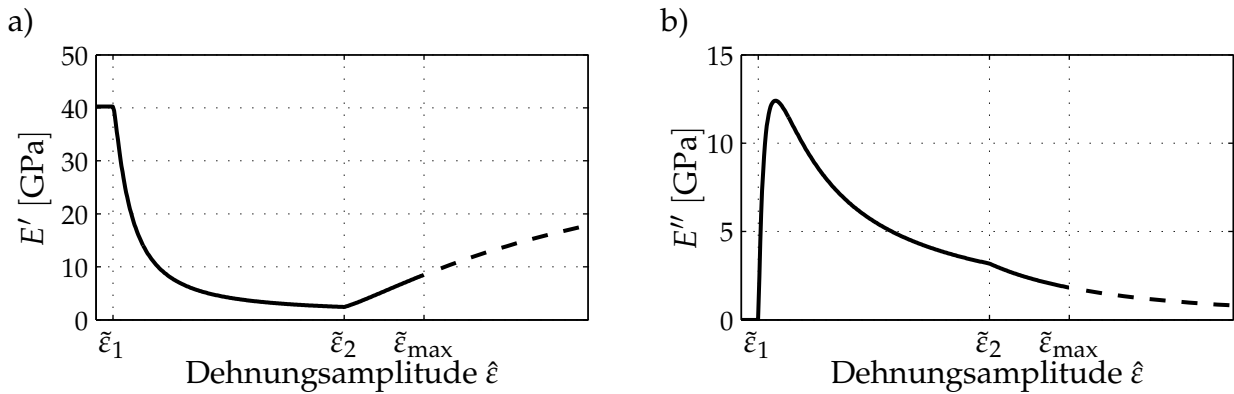 a)
50
40
30
20
10
0
E′ [GPa]
ε̃₁
ε̃₂
ε̃max
Dehnungsamplitude ε̂
b)
15
10
5
0
E″ [GPa]
ε̃₁
ε̃₂
ε̃max
Dehnungsamplitude ε̂